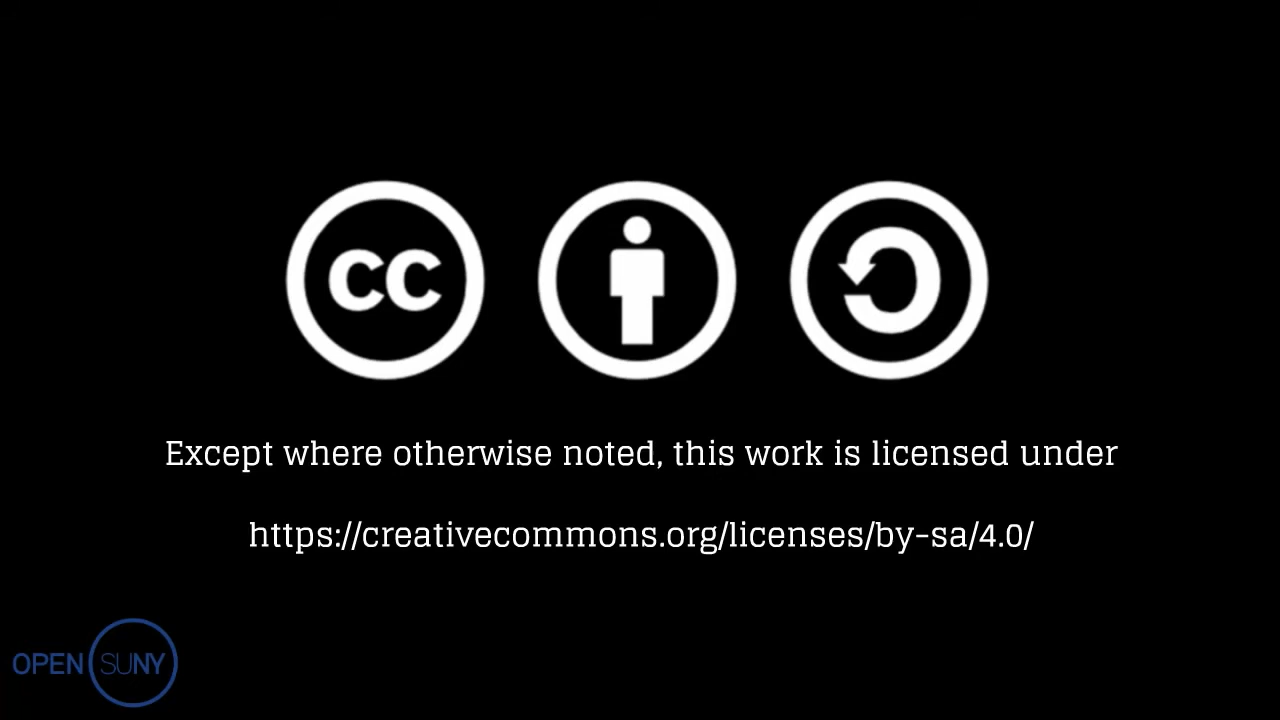 cc
Except where otherwise noted, this work is licensed under
https://creativecommons.org/licenses/by-sa/4.0/
OPEN SUNY